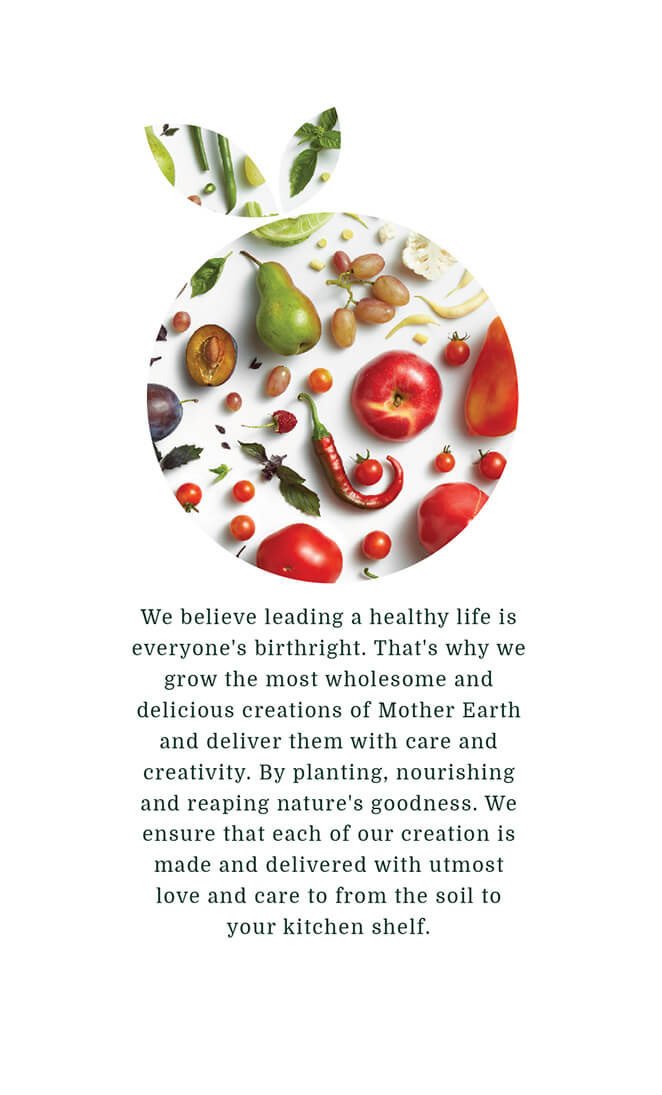 We believe leading a healthy life is
everyone's birthright. That's why we
grow the most wholesome and
delicious creations of Mother Earth
and deliver them with care and
creativity. By planting, nourishing
and reaping nature's goodness. We
ensure that each of our creation is
made and delivered with utmost
love and care to from the soil to
your kitchen shelf.